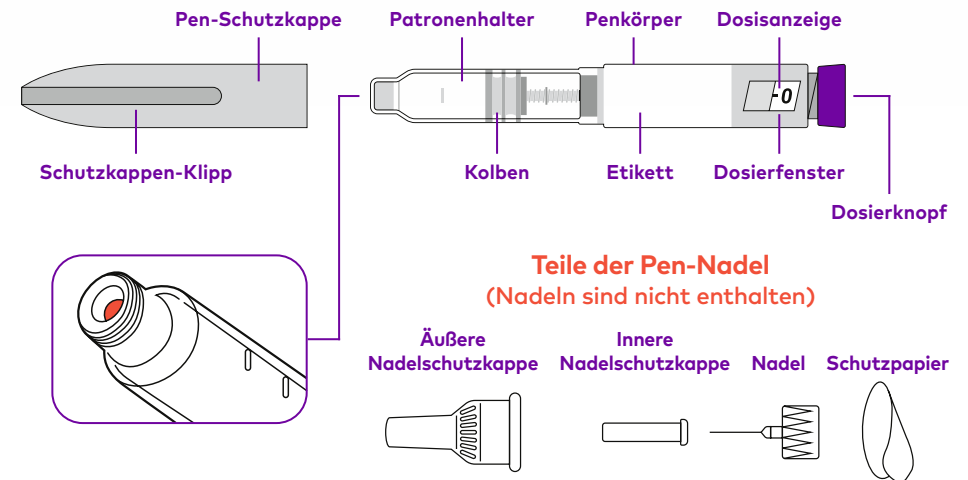 Pen-Schutzkappe
Patronenhalter
Penkörper
Dosisanzeige
-0
Schutzkappen-Klipp
Kolben
Etikett
Dosierfenster
Dosierknopf
Teile der Pen-Nadel
(Nadeln sind nicht enthalten)
Äußere
Nadelschutzkappe
Innere
Nadelschutzkappe
Nadel
Schutzpapier